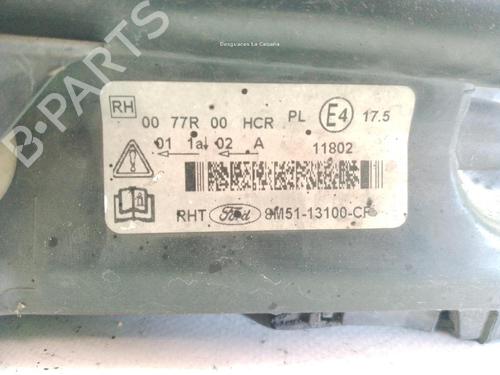 Desguaces La Cabaña
B-PARTS
RH
00 77R 00 HCR PL E4 17.5
01 1a 02 A 11802
RHT Ford 8M51-13100-CF